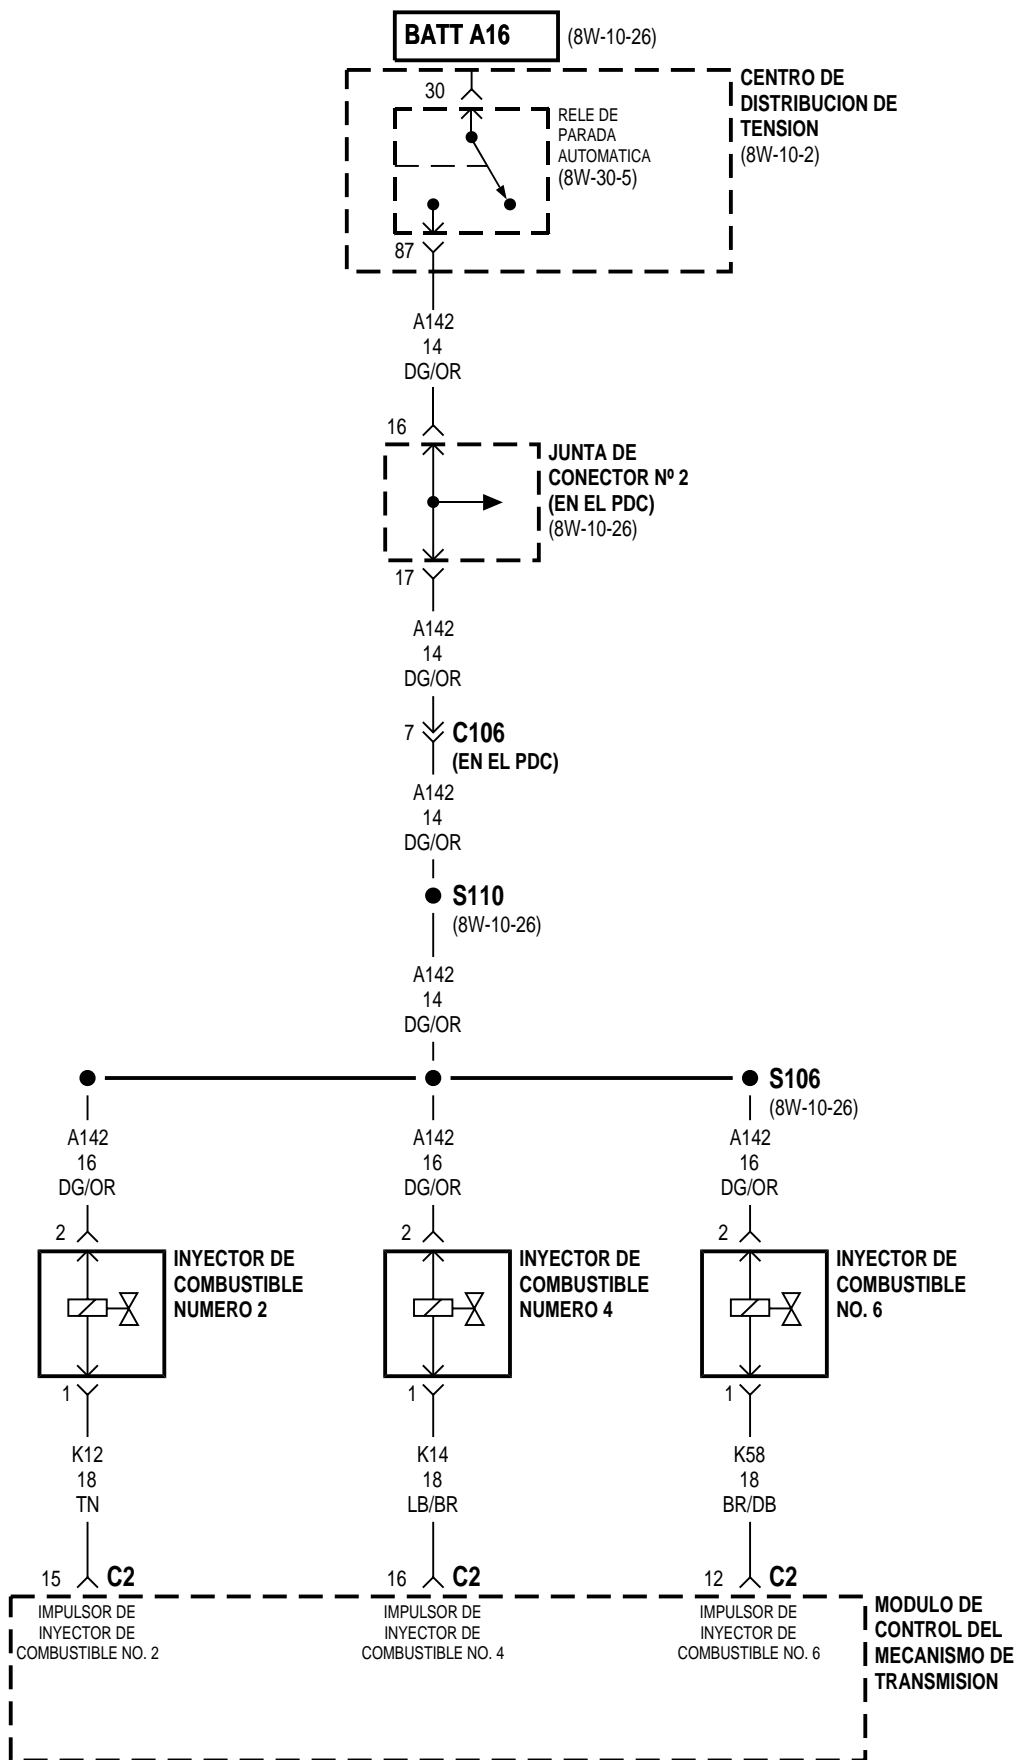 BATT A16
(8W-10-26)
CENTRO DE
DISTRIBUCION DE
TENSION
(8W-10-2)
30
RELE DE
PARADA
AUTOMATICA
(8W-30-5)
87
A142
14
DG/OR
16
JUNTA DE
CONECTOR Nº 2
(EN EL PDC)
(8W-10-26)
17
A142
14
DG/OR
7
C106
(EN EL PDC)
A142
14
DG/OR
S110
(8W-10-26)
A142
14
DG/OR
S106
(8W-10-26)
A142
16
DG/OR
A142
16
DG/OR
A142
16
DG/OR
2
INYECTOR DE
COMBUSTIBLE
NUMERO 2
2
INYECTOR DE
COMBUSTIBLE
NUMERO 4
2
INYECTOR DE
COMBUSTIBLE
NO. 6
1
K12
18
TN
1
K14
18
LB/BR
1
K58
18
BR/DB
15
C2
16
C2
12
C2
IMPULSOR DE
INYECTOR DE
COMBUSTIBLE NO. 2
IMPULSOR DE
INYECTOR DE
COMBUSTIBLE NO. 4
IMPULSOR DE
INYECTOR DE
COMBUSTIBLE NO. 6
MODULO DE
CONTROL DEL
MECANISMO DE
TRANSMISION